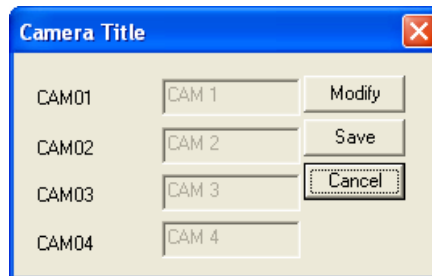 Camera Title
CAM01 CAM 1 Modify
CAM02 CAM 2 Save
CAM03 CAM 3 Cancel
CAM04 CAM 4